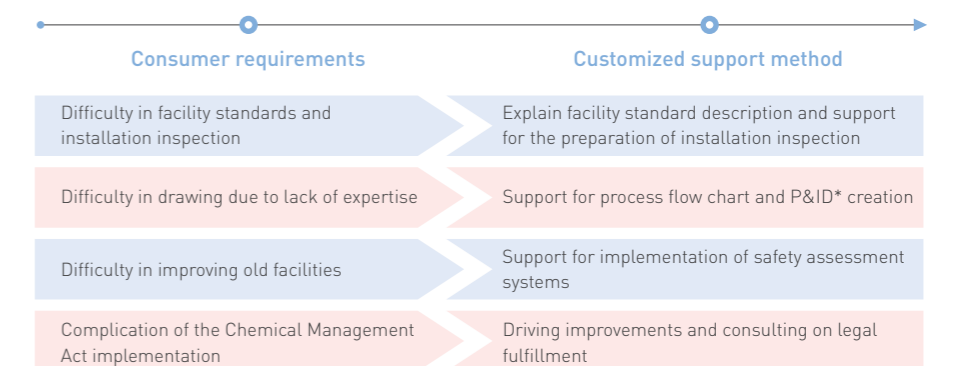 Consumer requirements
Customized support method
Difficulty in facility standards and
installation inspection
Explain facility standard description and support
for the preparation of installation inspection
Difficulty in drawing due to lack of expertise
Support for process flow chart and P&ID* creation
Difficulty in improving old facilities
Support for implementation of safety assessment
systems
Complication of the Chemical Management
Act implementation
Driving improvements and consulting on legal
fulfillment